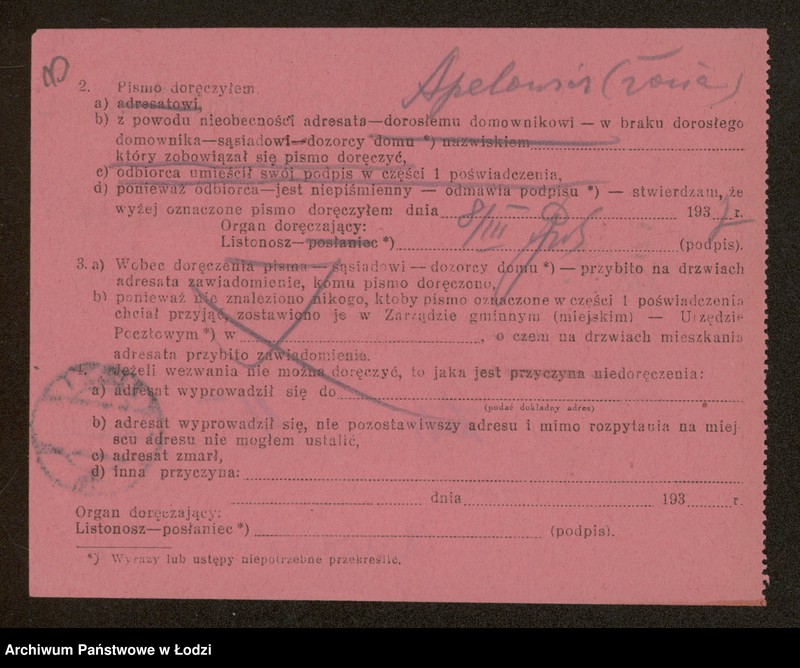 2. Pismo doręczyłem
Apelowicz (żona)
a) adresatowi,
b) z powodu nieobecności adresata—dorosłemu domownikowi — w braku dorosłego
domownika—sąsiadowi—dozorcy domu *) nazwiskiem
który zobowiązał się pismo doręczyć,
c) odbiorca umieścił swój podpis w części 1 poświadczenia,
d) ponieważ odbiorca—jest niepiśmienny — odmawia podpisu *) — stwierdzam, że
wyżej oznaczone pismo doręczyłem dnia 8/III 193 r.
Organ doręczający:
Listonosz—posłaniec *) (podpis).
3. a) Wobec doręczenia pisma — sąsiadowi — dozorcy domu *) — przybito na drzwiach
adresata zawiadomienie, komu pismo doręczono,
b) ponieważ nie znaleziono nikogo, ktoby pismo oznaczone w części 1 poświadczenia
chciał przyjąć, zostawiono je w Zarządzie gminnym (miejskim) — Urzędzie
Pocztowym *) w , o czem na drzwiach mieszkania
adresata przybito zawiadomienie.
4. Jeżeli wezwania nie można doręczyć, to jaka jest przyczyna niedoręczenia:
a) adresat wyprowadził się do
(podać dokładny adres)
b) adresat wyprowadził się, nie pozostawiwszy adresu i mimo rozpytania na miej
scu adresu nie mogłem ustalić,
c) adresat zmarł,
d) inna przyczyna:
dnia 193 r.
Organ doręczający:
Listonosz—posłaniec *) (podpis).
*) Wyrazy lub ustępy niepotrzebne przekreślić.
Archiwum Państwowe w Łodzi